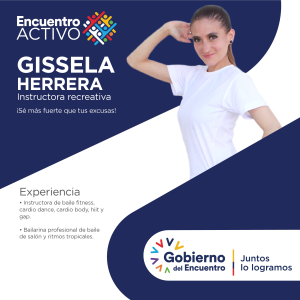 Encuentro
ACTIVO
GISSELA
HERRERA
Instructora recreativa
¡Sé más fuerte que tus excusas!
Experiencia
• Instructora de baile fitness,
cardio dance, cardio body, hiit y
gap.
• Bailarina profesional de baile
de salón y ritmos tropicales
Gobierno
del Encuentro
Juntos
lo logramos